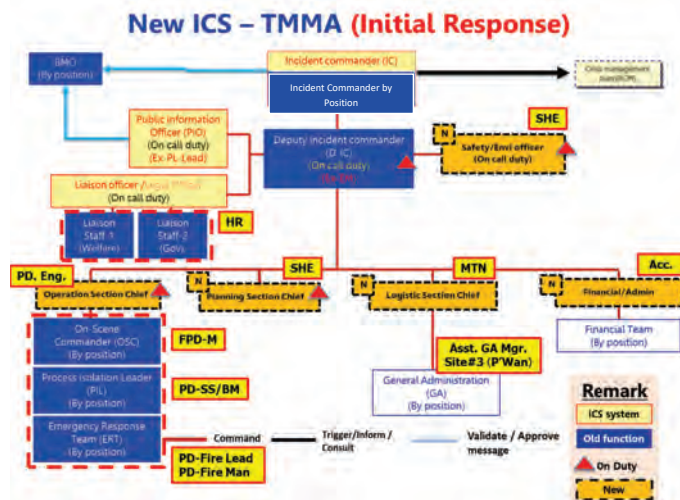 New ICS – TMMA (Initial Response)
BMO
(By position)
Incident commander (IC)
Incident Commander by
Position
Crisis management
Public Information
Officer (PIO)
(On call duty)
(Ex-PL-Lead)
Deputy incident commander
(D-IC)
(On call duty)
N
SHE
Safety/Envi officer
(On call duty)
Liaison officer /
(On call duty)
Liaison
Staff-1
(Welfare)
Liaison
Staff-2
(Gov)
HR
PD. Eng.
Operation Section Chief
SHE
N
Planning Section Chief
MTN
N
Logistic Section Chief
Acc.
N
Financial/Admin
On-Scene
Commander (OSC)
(By position)
FPD-M
Process Isolation Leader
(PIL)
(By position)
PD-SS/BM
Emergency Response
Team (ERT)
(By position)
PD-Fire Lead
PD-Fire Man
Asst. GA Mgr.
Site#3 (P'Wan)
General Administration
(GA)
(By position)
Financial Team
(By position)
Command
Trigger/Inform /
Consult
Validate / Approve
message
Remark
ICS system
Old function
On Duty
New